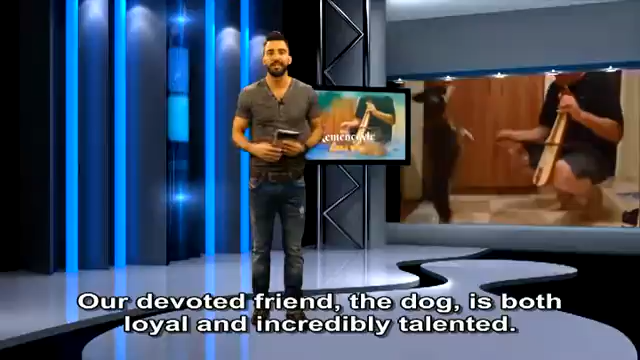 Our devoted friend, the dog, is both
loyal and incredibly talented.